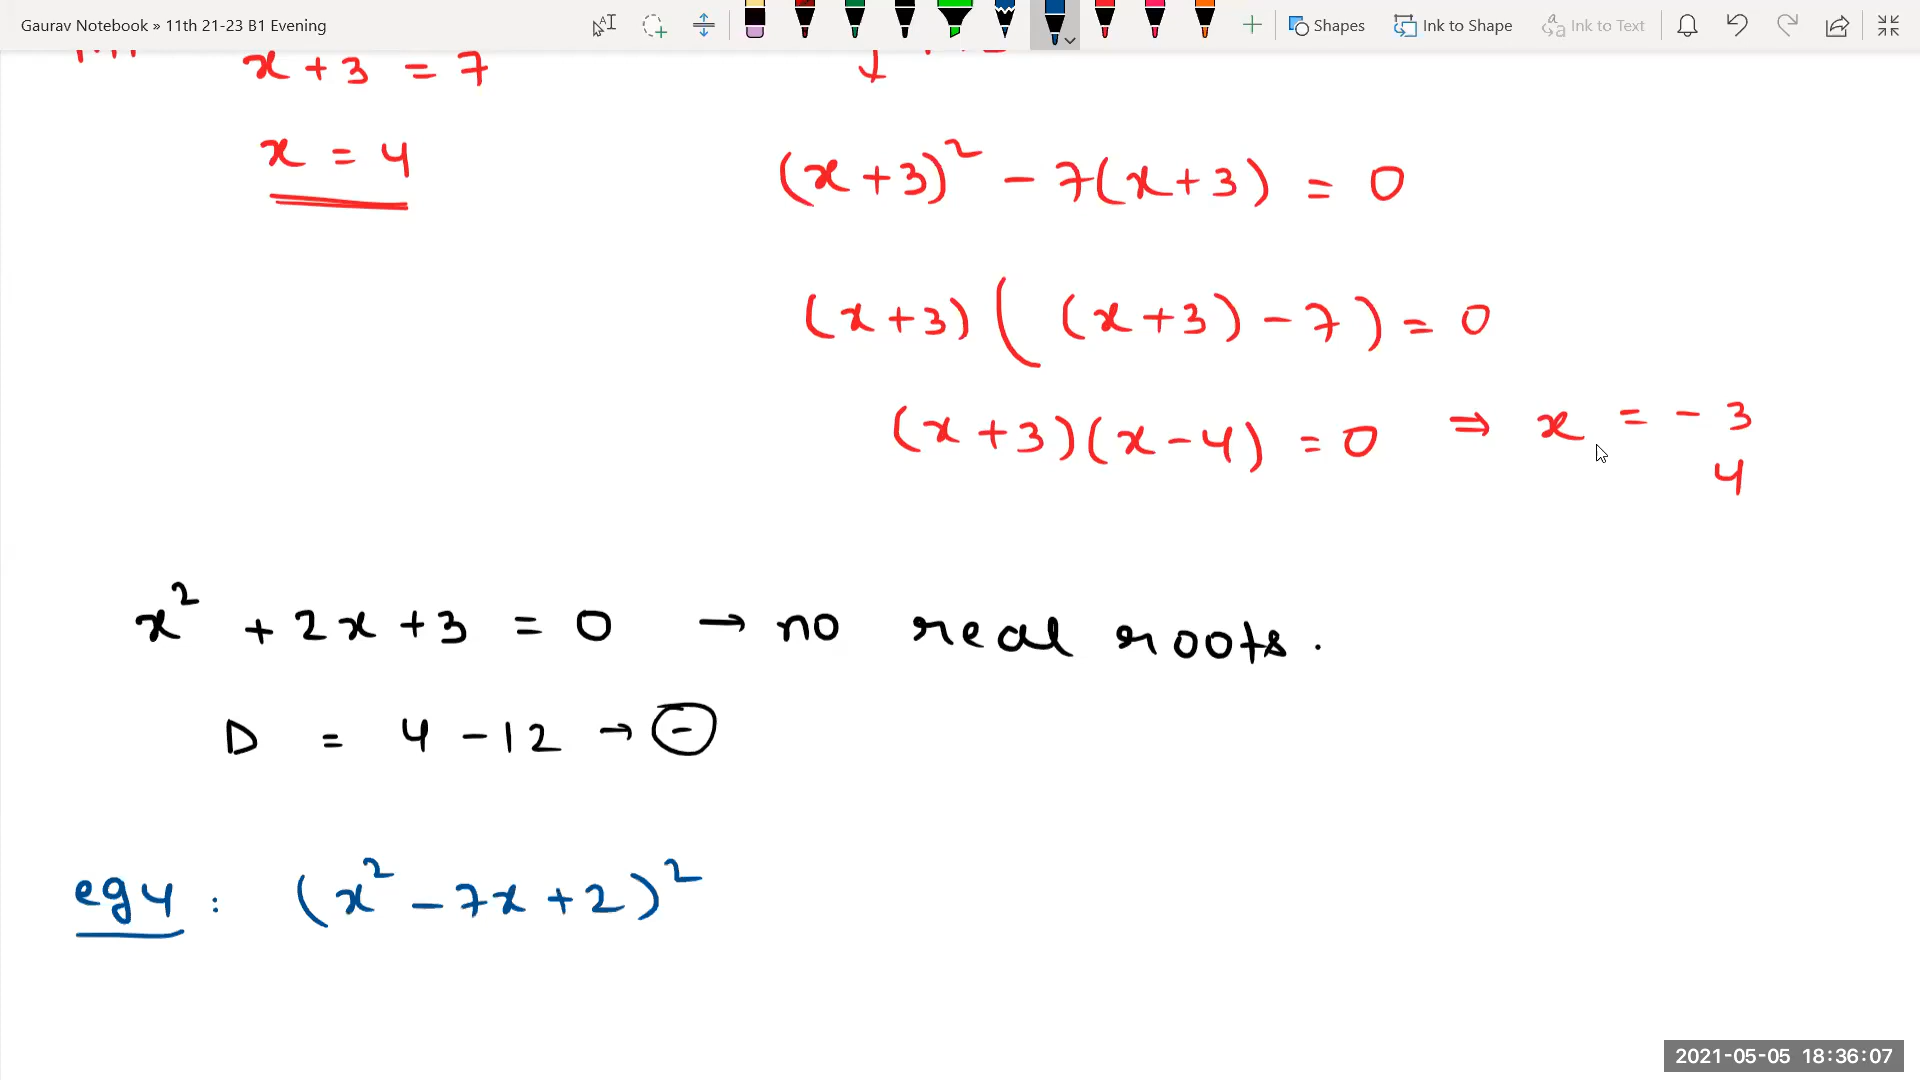 Gaurav Notebook » 11th 21-23 B1 Evening
Shapes Ink to Shape Ink to Text
x + 3 = 7
x = 4
(x+3)² - 7(x+3) = 0
(x+3)( (x+3) - 7) = 0
(x+3)(x-4) = 0 ⇒ x = -3
4
x² + 2x + 3 = 0 → no real roots.
D = 4 - 12 → -
eg 4 : (x² - 7x + 2)²
2021-05-05 18:36:07